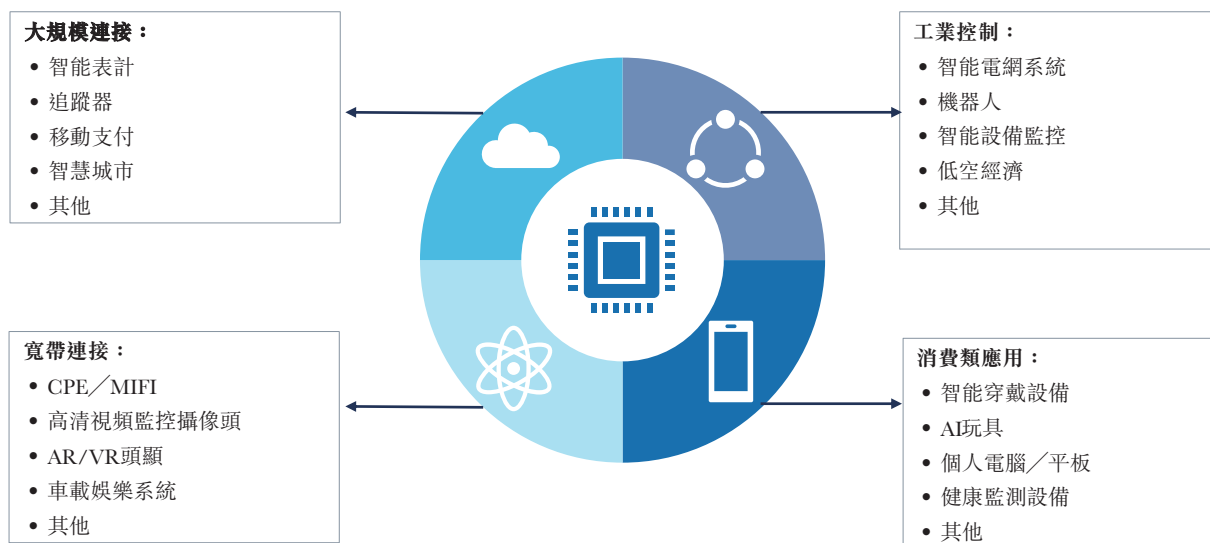 大規模連接：
• 智能表計
• 追蹤器
• 移動支付
• 智慧城市
• 其他
工業控制：
• 智能電網系統
• 機器人
• 智能設備監控
• 低空經濟
• 其他
寬帶連接：
• CPE／MIFI
• 高清視頻監控攝像頭
• AR/VR頭顯
• 車載娛樂系統
• 其他
消費類應用：
• 智能穿戴設備
• AI玩具
• 個人電腦／平板
• 健康監測設備
• 其他